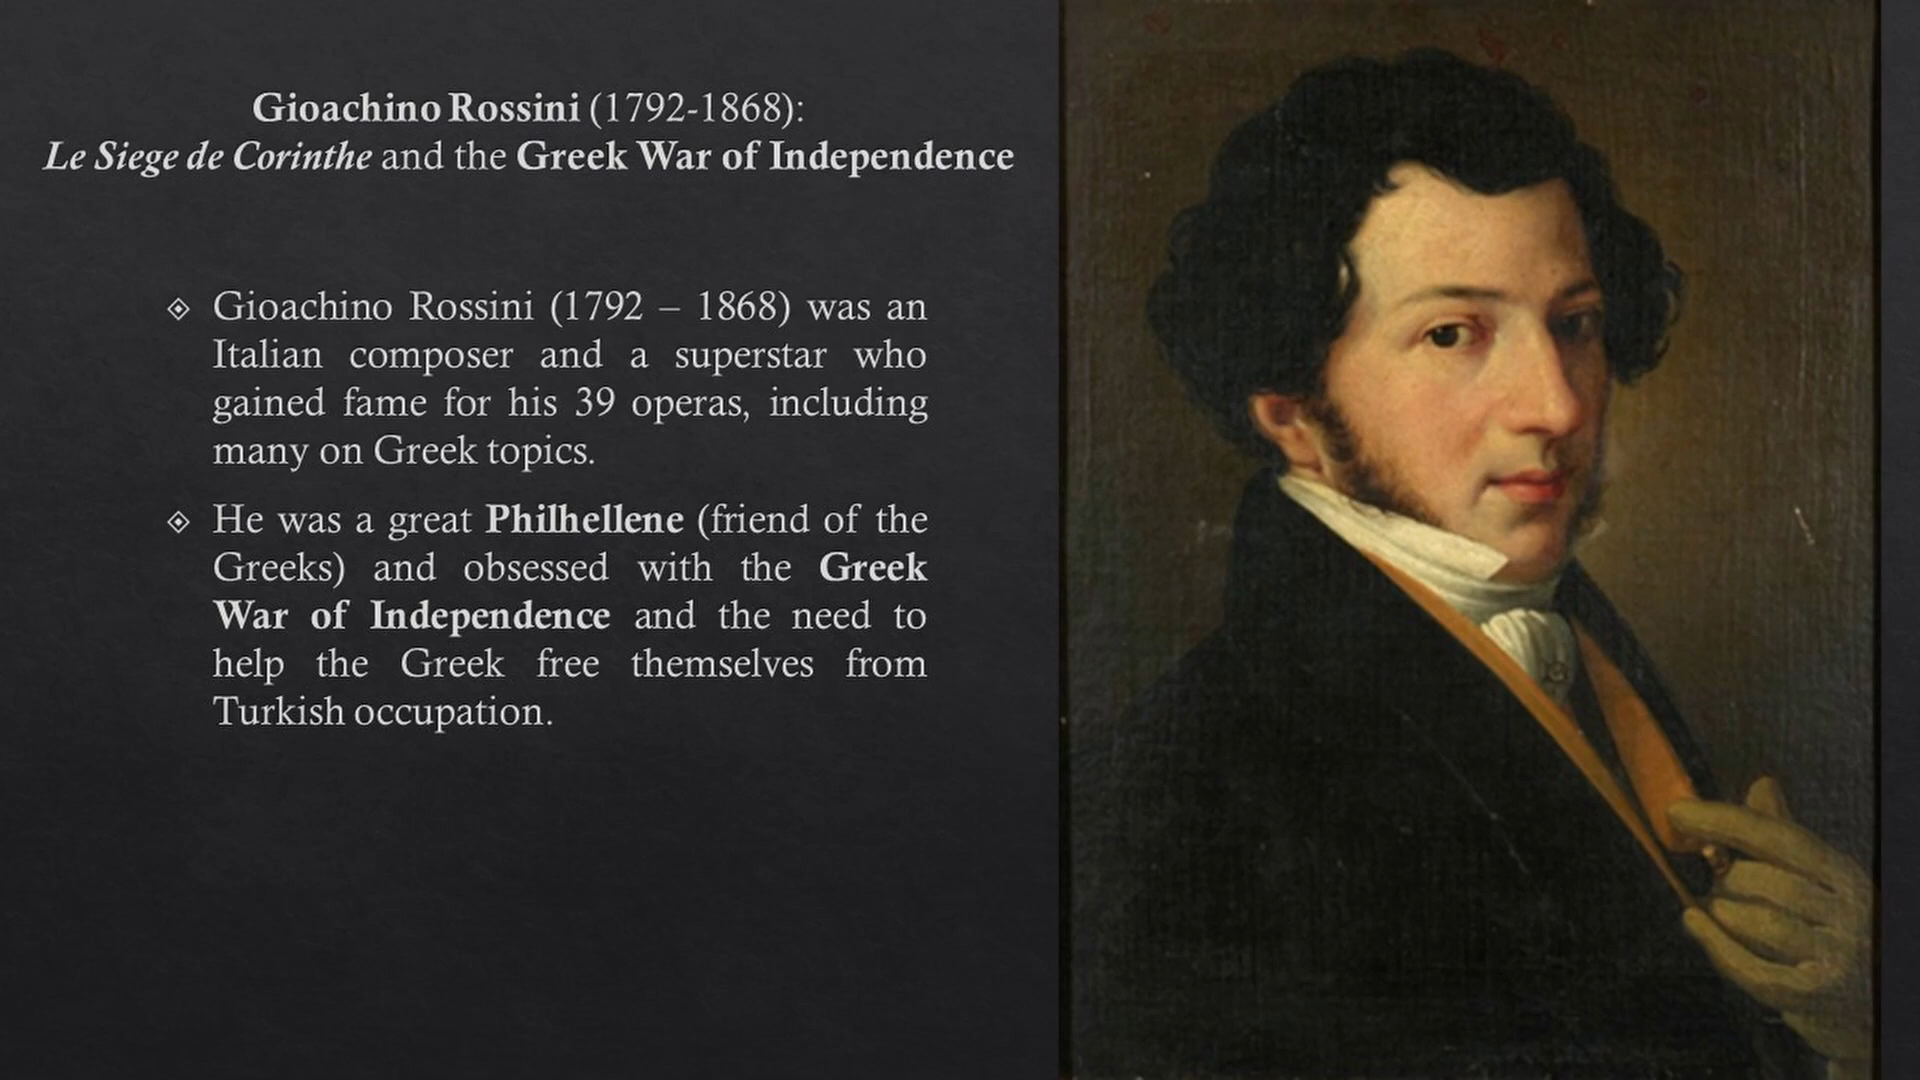 Gioachino Rossini (1792-1868):
Le Siege de Corinthe and the Greek War of Independence
Gioachino Rossini (1792 – 1868) was an
Italian composer and a superstar who
gained fame for his 39 operas, including
many on Greek topics.
He was a great Philhellene (friend of the
Greeks) and obsessed with the Greek
War of Independence and the need to
help the Greek free themselves from
Turkish occupation.